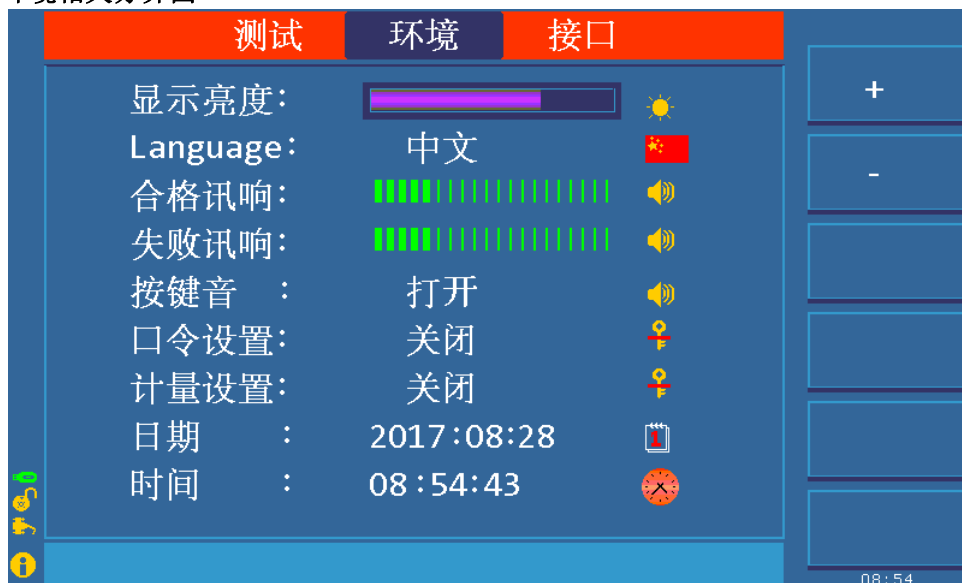 测试 环境 接口
显示亮度:
Language: 中文
合格讯响:
失败讯响:
按键音 : 打开
口令设置: 关闭
计量设置: 关闭
日期 : 2017:08:28
时间 : 08:54:43
+
-
08:54